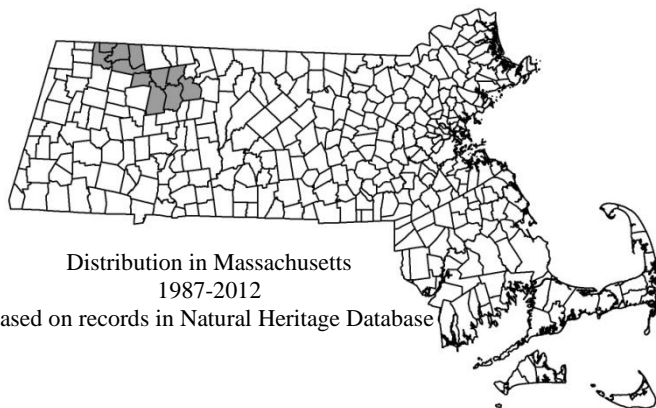 Distribution in Massachusetts
1987-2012
ased on records in Natural Heritage Database